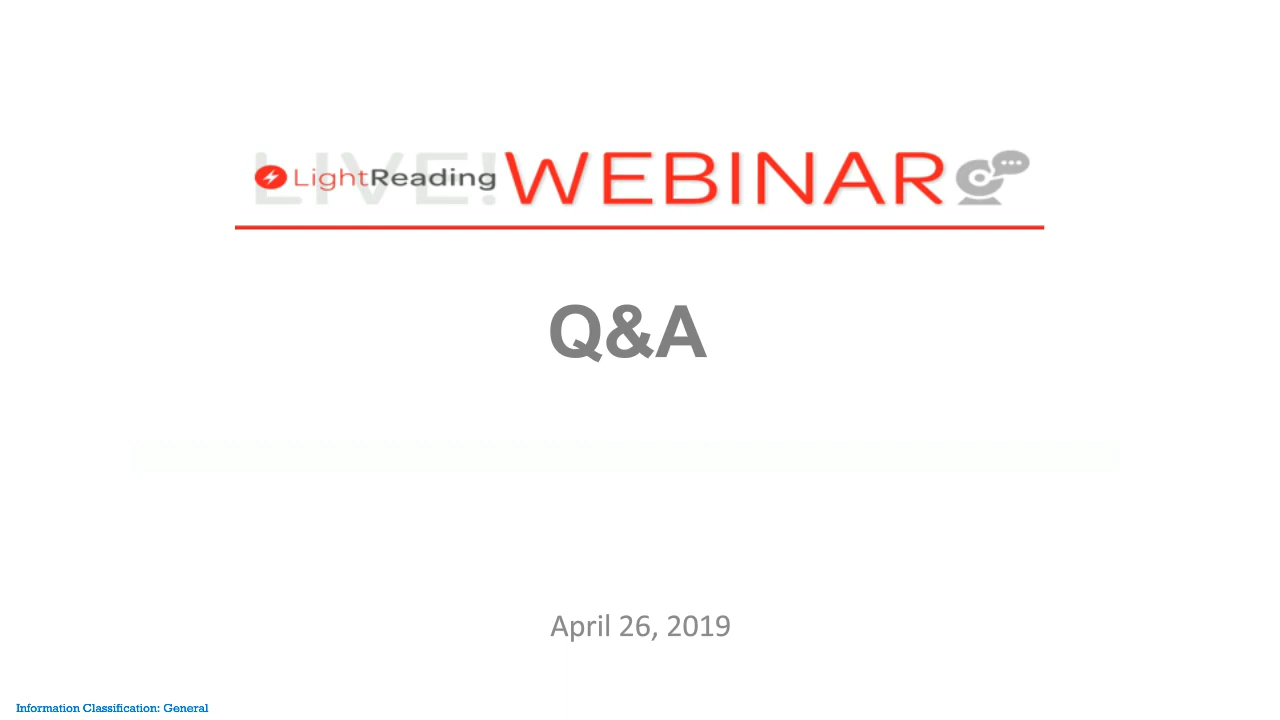 LIVE! LightReading WEBINAR
Q&A
April 26, 2019
Information Classification: General